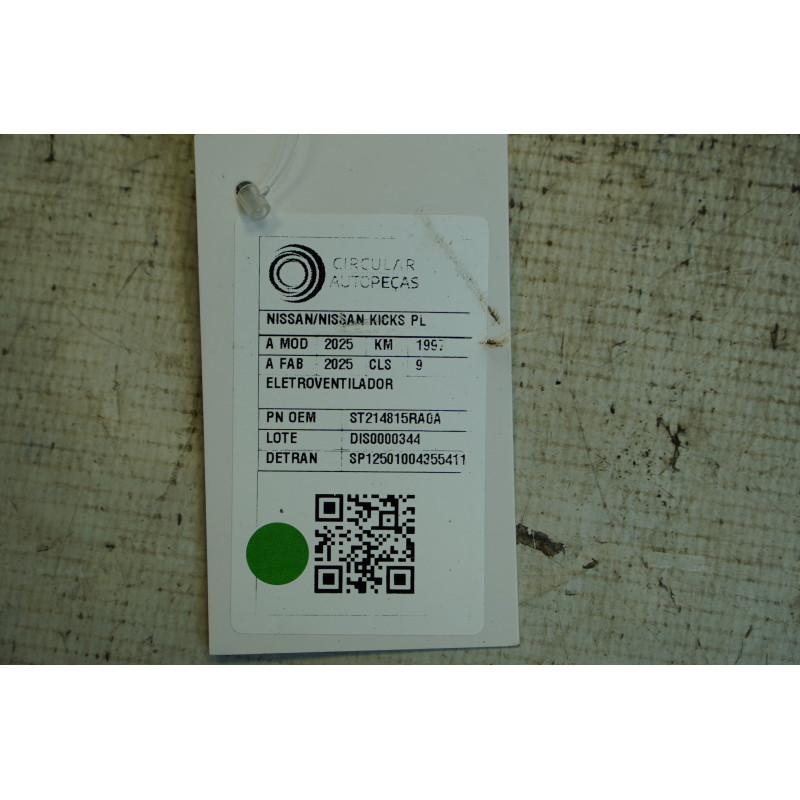 CIRCULAR
AUTOPEÇAS
NISSAN/NISSAN KICKS PL
A MOD 2025 KM 1997
A FAB 2025 CLS 9
ELETROVENTILADOR
PN OEM ST214815RA0A
LOTE DIS0000344
DETRAN SP12501004355411